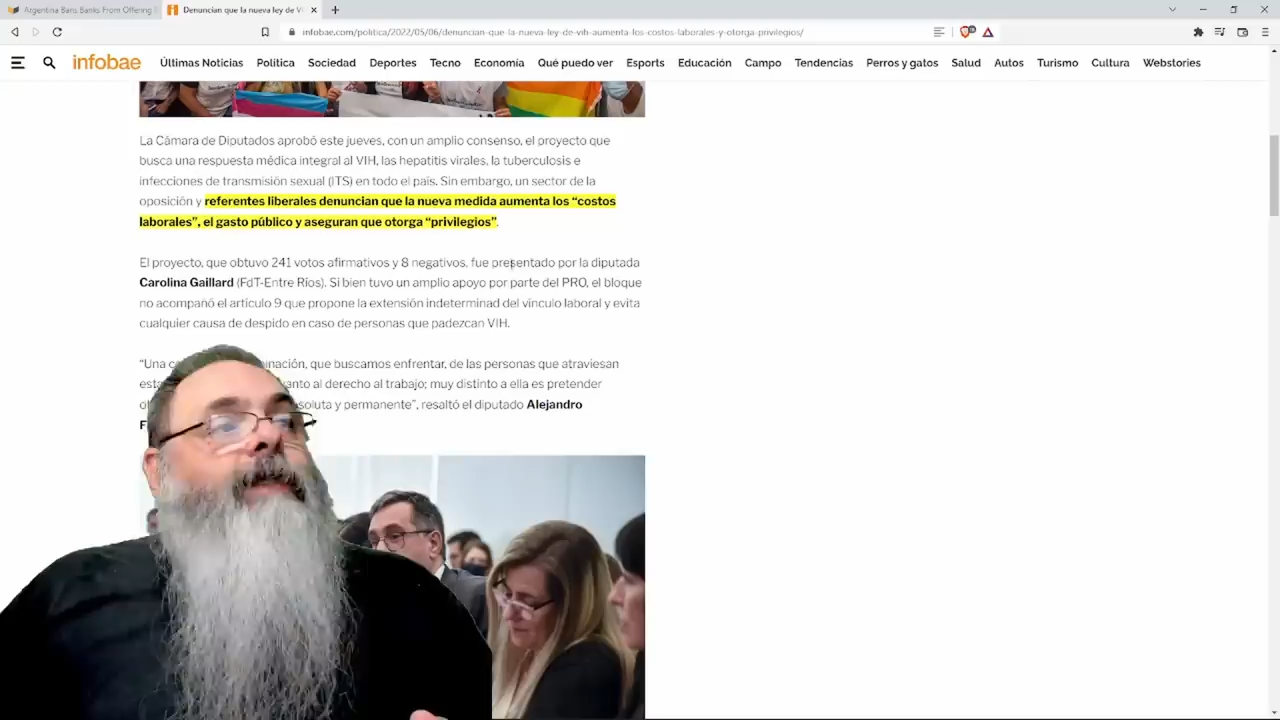 Argentina Bans Banks From Offering
Denuncian que la nueva ley de V
infobae.com/politica/2022/05/06/denuncian-que-la-nueva-ley-de-vih-aumenta-los-costos-laborales-y-otorga-privilegios/
infobae
Últimas Noticias Política Sociedad Deportes Tecno Economía Qué puedo ver Esports Educación Campo Tendencias Perros y gatos Salud Autos Turismo Cultura Webstories
La Cámara de Diputados aprobó este jueves, con un amplio consenso, el proyecto que
busca una respuesta médica integral al VIH, las hepatitis virales, la tuberculosis e
infecciones de transmisión sexual (ITS) en todo el país. Sin embargo, un sector de la
oposición y referentes liberales denuncian que la nueva medida aumenta los “costos
laborales”, el gasto público y aseguran que otorga “privilegios”.
El proyecto, que obtuvo 241 votos afirmativos y 8 negativos, fue presentado por la diputada
Carolina Gaillard (FdT-Entre Ríos). Si bien tuvo un amplio apoyo por parte del PRO, el bloque
no acompañó el artículo 9 que propone la extensión indeterminad del vínculo laboral y evita
cualquier causa de despido en caso de personas que padezcan VIH.
“Una inación, que buscamos enfrentar, de las personas que atraviesan
esta anto al derecho al trabajo; muy distinto a ella es pretender
soluta y permanente”, resaltó el diputado Alejandro